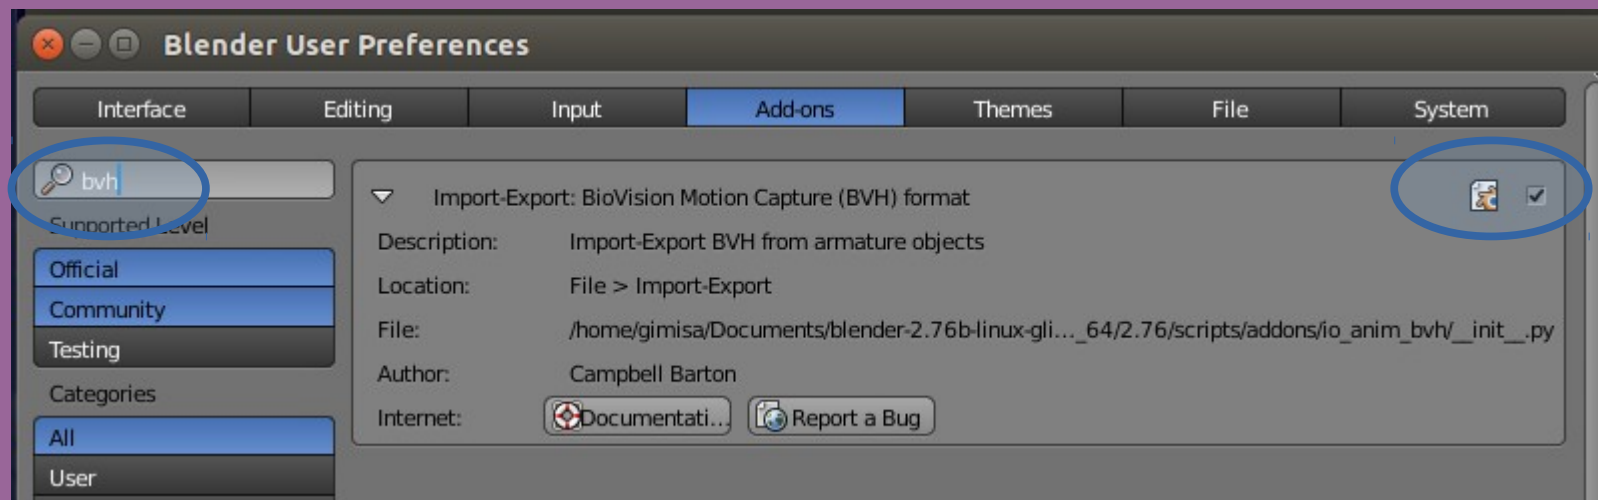 Blender User Preferences
Interface Editing Input Add-ons Themes File System
bvh
Supported Level
Official
Community
Testing
Categories
All
User
Import-Export: BioVision Motion Capture (BVH) format
Description: Import-Export BVH from armature objects
Location: File > Import-Export
File: /home/gimisa/Documents/blender-2.76b-linux-gli..._64/2.76/scripts/addons/io_anim_bvh/__init__.py
Author: Campbell Barton
Internet: Documentati... Report a Bug